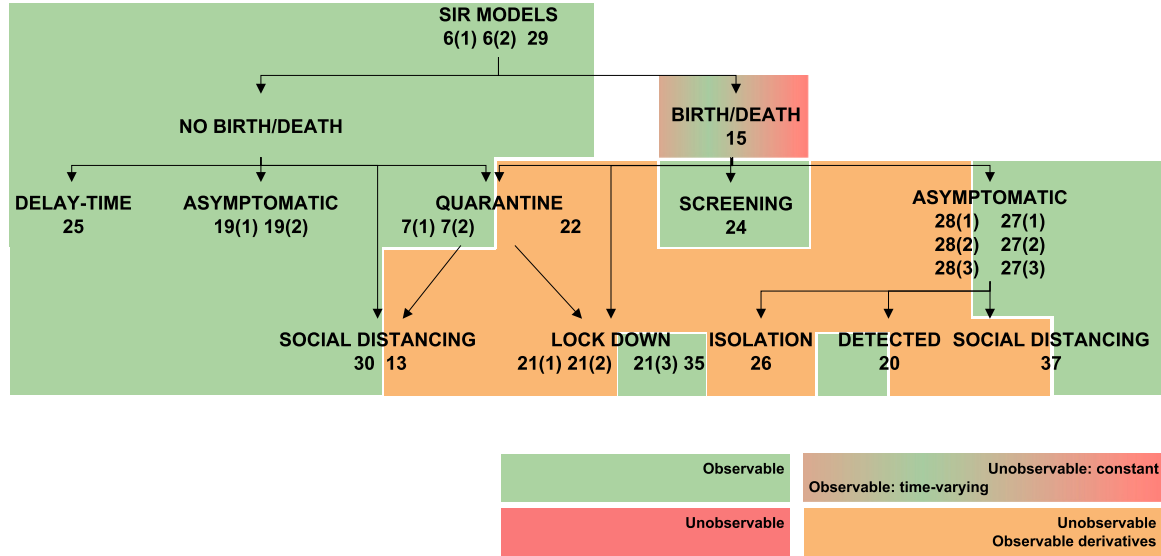 SIR MODELS
6(1) 6(2) 29
NO BIRTH/DEATH
BIRTH/DEATH
15
DELAY-TIME
25
ASYMPTOMATIC
19(1) 19(2)
QUARANTINE
7(1) 7(2) 22
SCREENING
24
ASYMPTOMATIC
28(1) 27(1)
28(2) 27(2)
28(3) 27(3)
SOCIAL DISTANCING
30 13
LOCK DOWN
21(1) 21(2) 21(3) 35
ISOLATION
26
DETECTED
20
SOCIAL DISTANCING
37
Observable
Unobservable: constant
Observable: time-varying
Unobservable
Unobservable
Observable derivatives